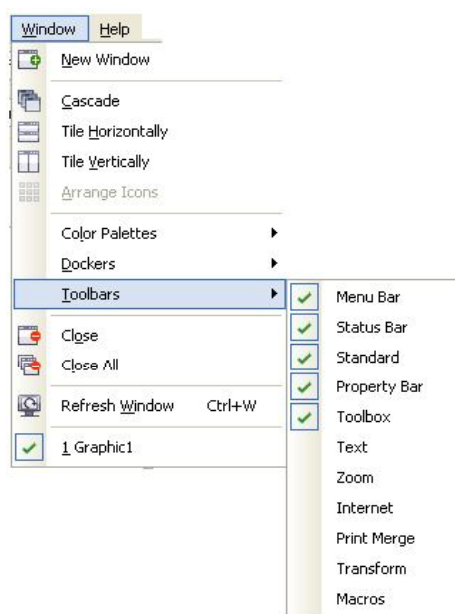 Window Help
New Window
Cascade
Tile Horizontally
Tile Vertically
Arrange Icons
Color Palettes
Dockers
Toolbars
Close
Close All
Refresh Window Ctrl+W
1 Graphic1
Menu Bar
Status Bar
Standard
Property Bar
Toolbox
Text
Zoom
Internet
Print Merge
Transform
Macros